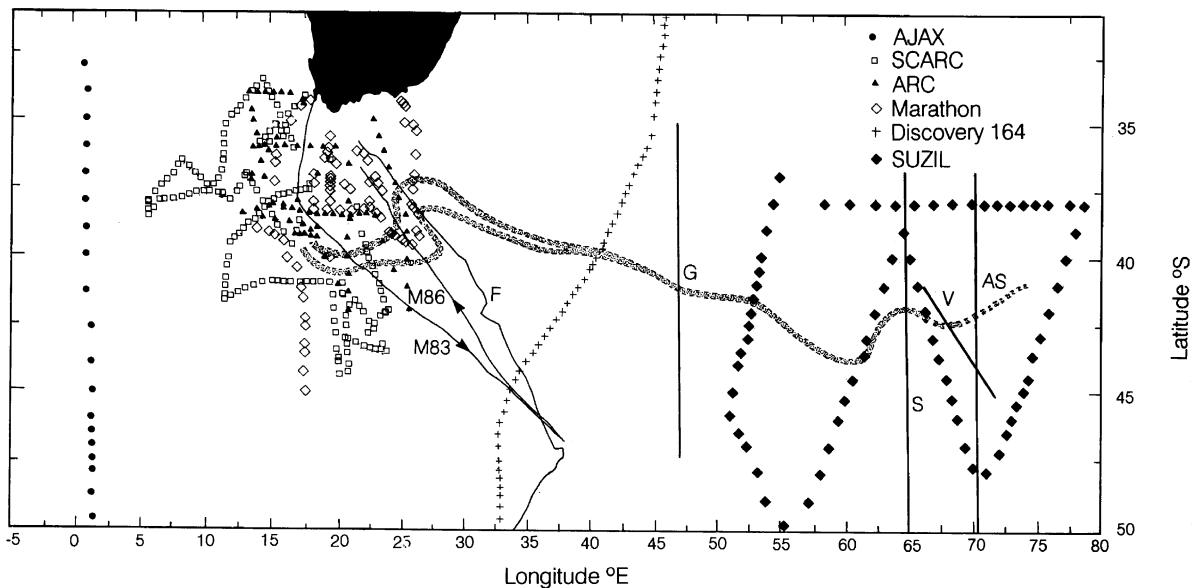 AJAX
SCARC
ARC
Marathon
Discovery 164
SUZIL
35
40
45
50
Latitude °S
M86
M83
F
G
V
AS
S
-5 0 5 10 15 20 25 30 35 40 45 50 55 60 65 70 75 80
Longitude °E